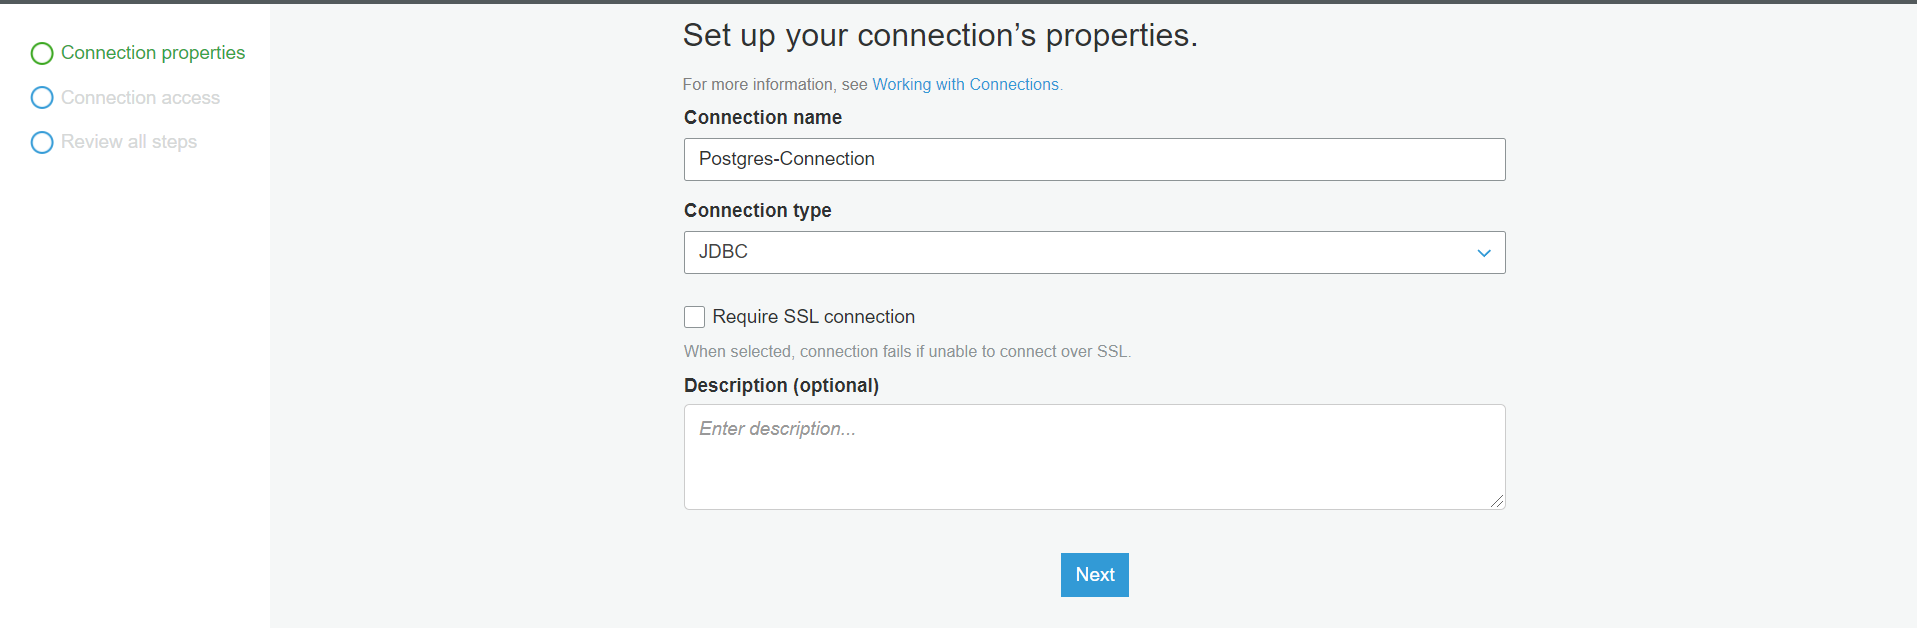 Connection properties
Connection access
Review all steps
Set up your connection’s properties.
For more information, see Working with Connections.
Connection name
Postgres-Connection
Connection type
JDBC
Require SSL connection
When selected, connection fails if unable to connect over SSL.
Description (optional)
Enter description...
Next